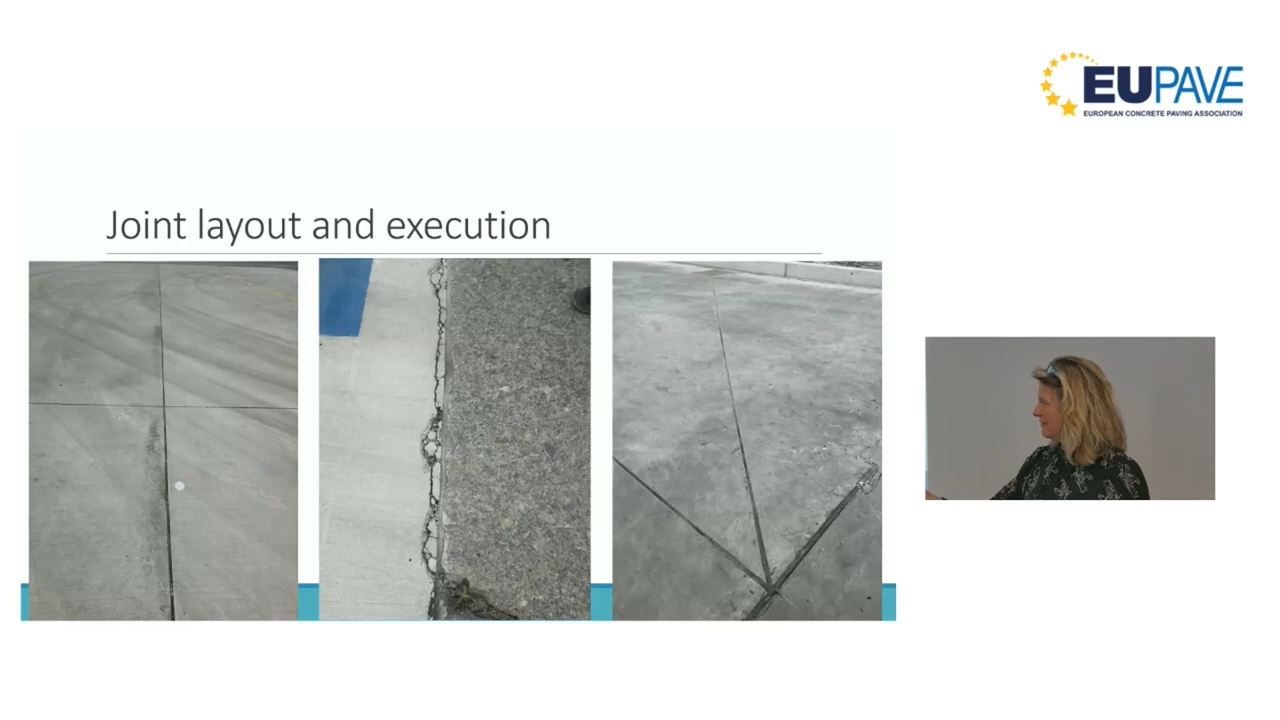 EUPAVE
EUROPEAN CONCRETE PAVING ASSOCIATION
Joint layout and execution